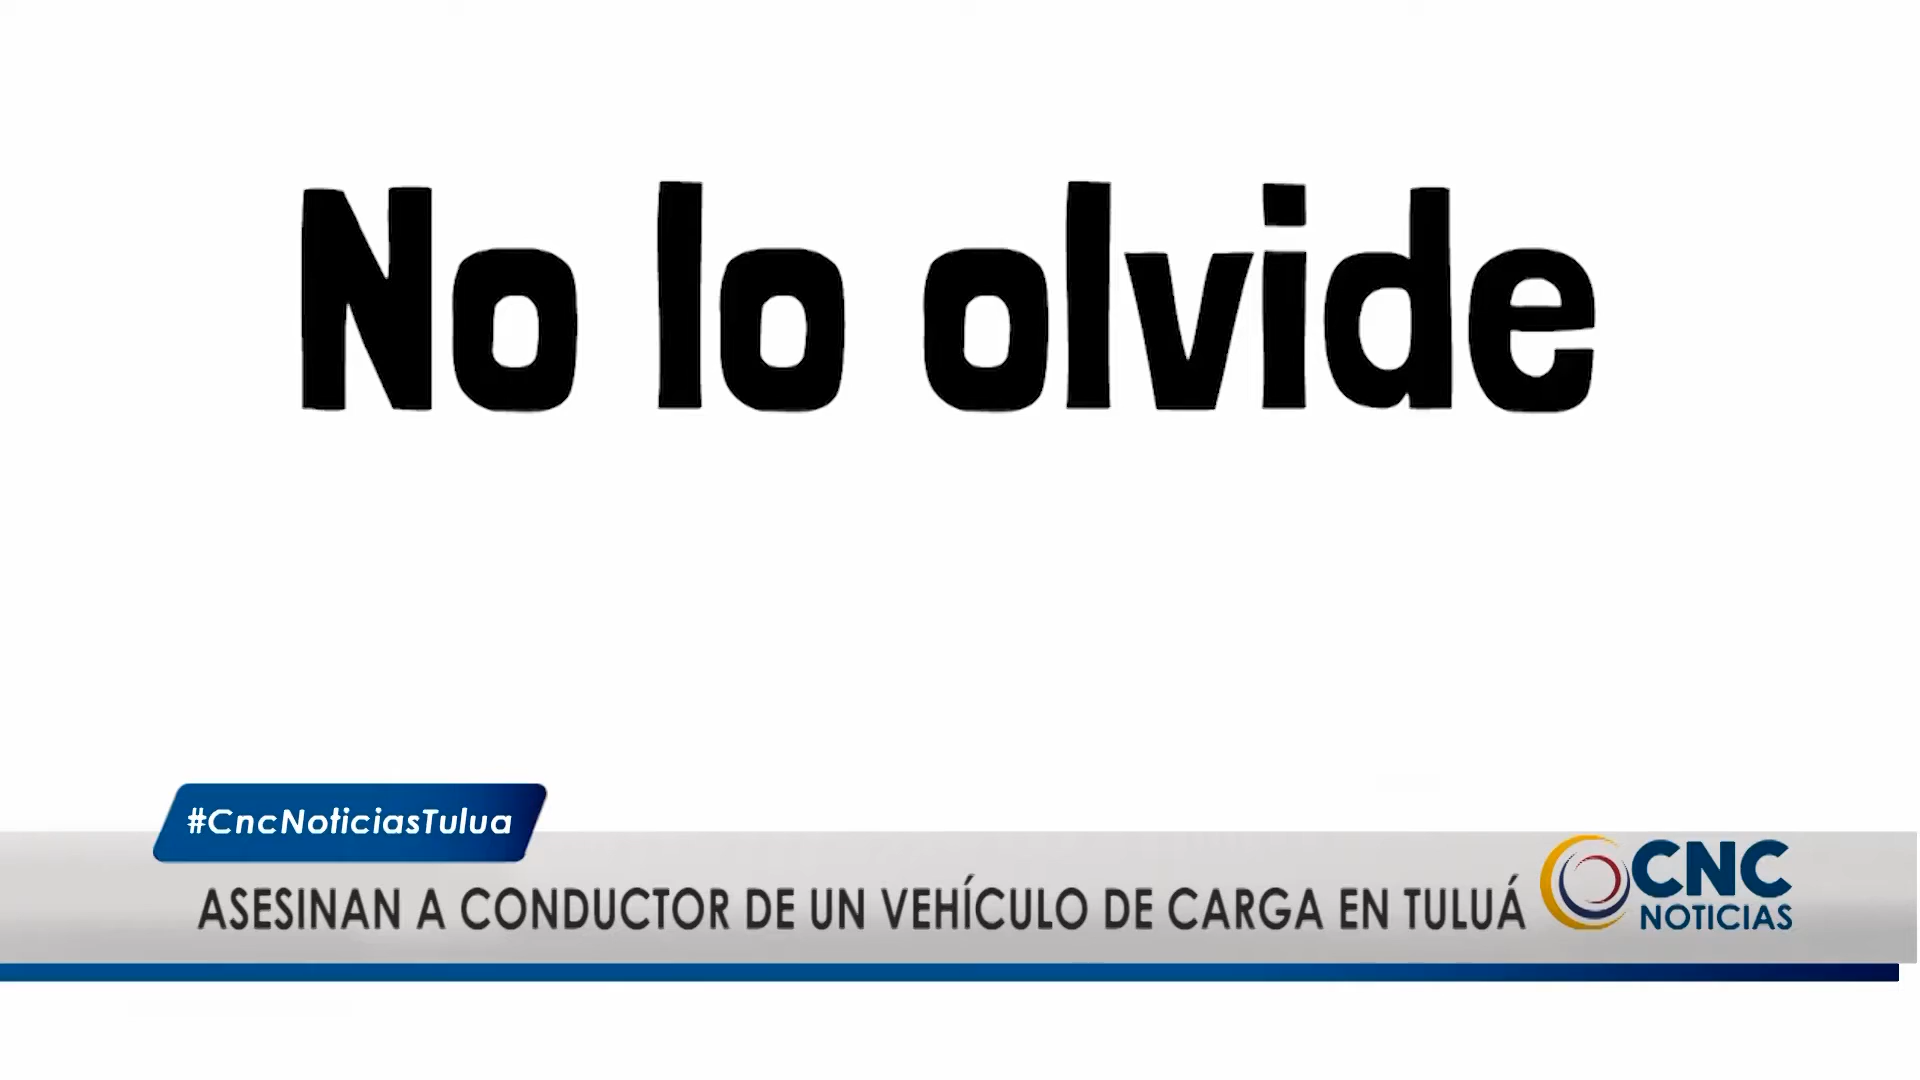 No lo olvide
#CncNoticiasTulua
ASESINAN A CONDUCTOR DE UN VEHÍCULO DE CARGA EN TULUÁ
CNC
NOTICIAS